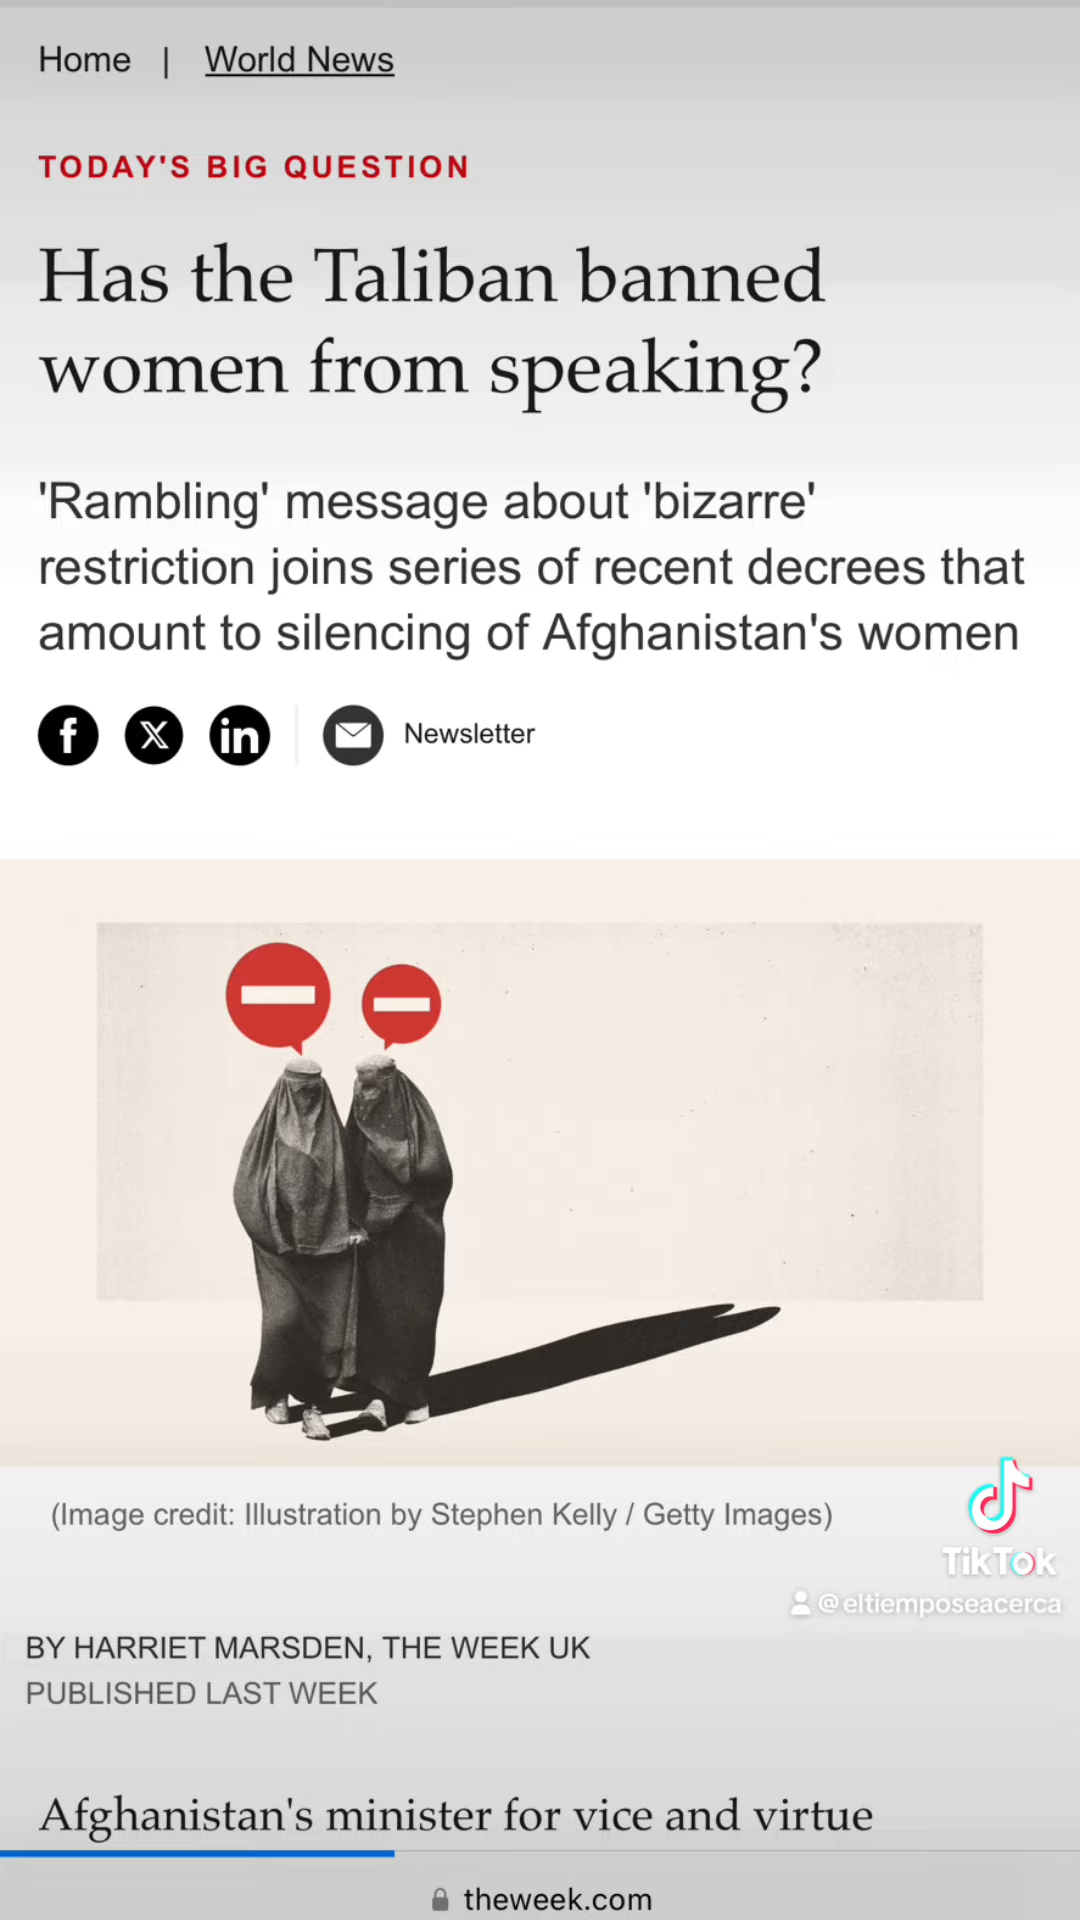 Home | World News
TODAY'S BIG QUESTION
Has the Taliban banned
women from speaking?
'Rambling' message about 'bizarre'
restriction joins series of recent decrees that
amount to silencing of Afghanistan's women
Newsletter
(Image credit: Illustration by Stephen Kelly / Getty Images)
TikTok
@eltiemposeacerca
BY HARRIET MARSDEN, THE WEEK UK
PUBLISHED LAST WEEK
Afghanistan's minister for vice and virtue
theweek.com